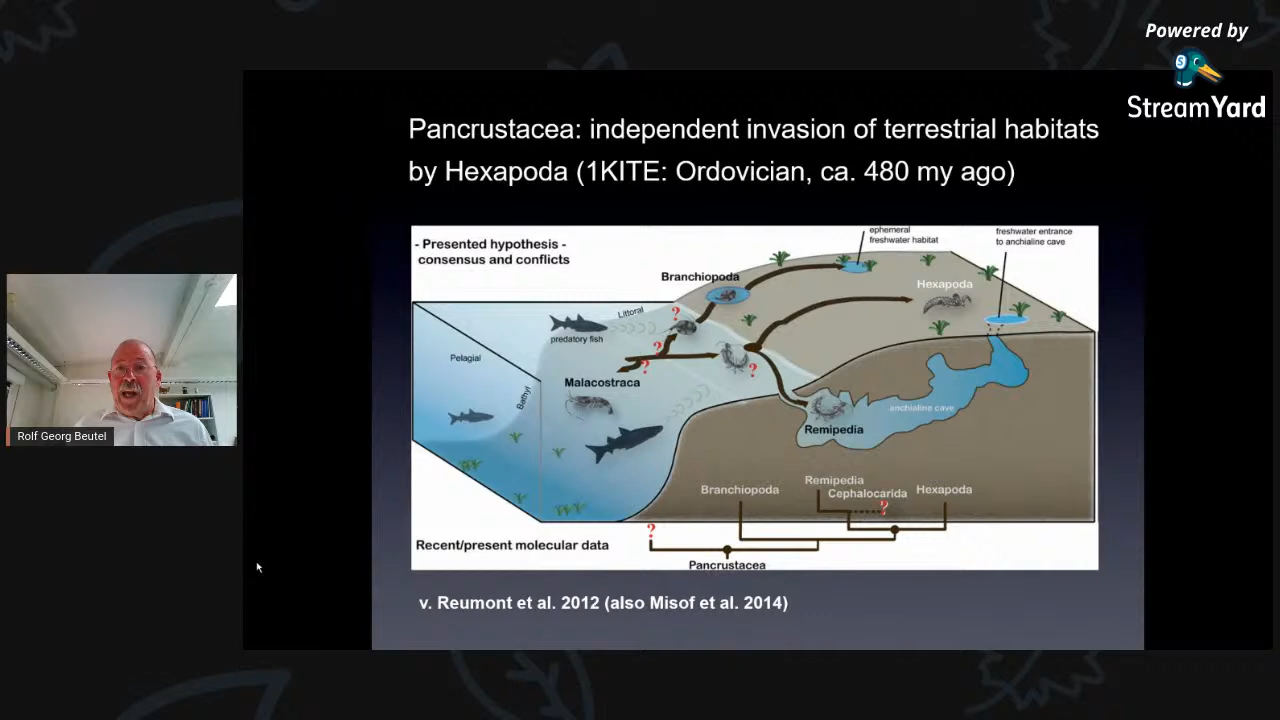 Powered by
StreamYard
Pancrustacea: independent invasion of terrestrial habitats
by Hexapoda (1KITE: Ordovician, ca. 480 my ago)
- Presented hypothesis -
consensus and conflicts
ephemeral
freshwater habitat
freshwater entrance
to anchialine cave
Branchiopoda
Hexapoda
Littoral
predatory fish
Pelagial
Bathyl
Malacostraca
?
?
?
?
anchialine cave
Remipedia
Rolf Georg Beutel
Branchiopoda
Remipedia
Cephalocarida
Hexapoda
?
?
Recent/present molecular data
Pancrustacea
v. Reumont et al. 2012 (also Misof et al. 2014)